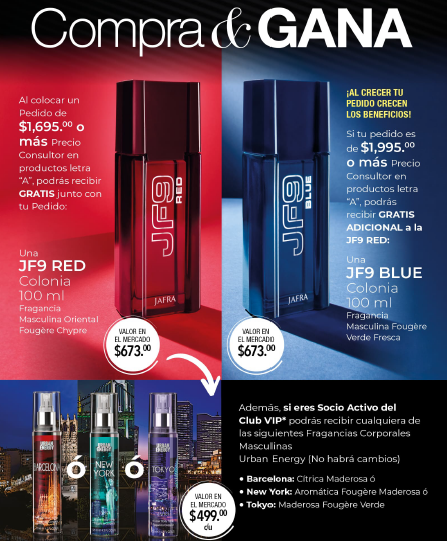 Compra & GANA
Al colocar un
Pedido de
$1,695.00 o
más Precio
Consultor en
productos letra
“A”, podrás recibir
GRATIS junto con
tu Pedido:
Una
JF9 RED
Colonia
100 ml
Fragancia
Masculina Oriental
Fougère Chypre
JF9
RED
JAFRA
VALOR EN
EL MERCADO
$673.00
JF9
BLUE
JAFRA
VALOR EN
EL MERCADO
$673.00
¡AL CRECER TU
PEDIDO CRECEN
LOS BENEFICIOS!
Si tu pedido es
de $1,995.00
o más Precio
Consultor en
productos letra
“A”, podrás
recibir GRATIS
ADICIONAL a la
JF9 RED:
Una
JF9 BLUE
Colonia
100 ml
Fragancia
Masculina Fougère
Verde Fresca
URBAN
ENERGY
BARCELONA
ó
URBAN
ENERGY
NEW
YORK
ó
URBAN
ENERGY
TOKYO
VALOR EN
EL MERCADO
$499.00
c/u
Además, si eres Socio Activo del
Club VIP* podrás recibir cualquiera de
las siguientes Fragancias Corporales
Masculinas
Urban Energy (No habrá cambios)
• Barcelona: Cítrica Maderosa ó
• New York: Aromática Fougère Maderosa ó
• Tokyo: Maderosa Fougère Verde